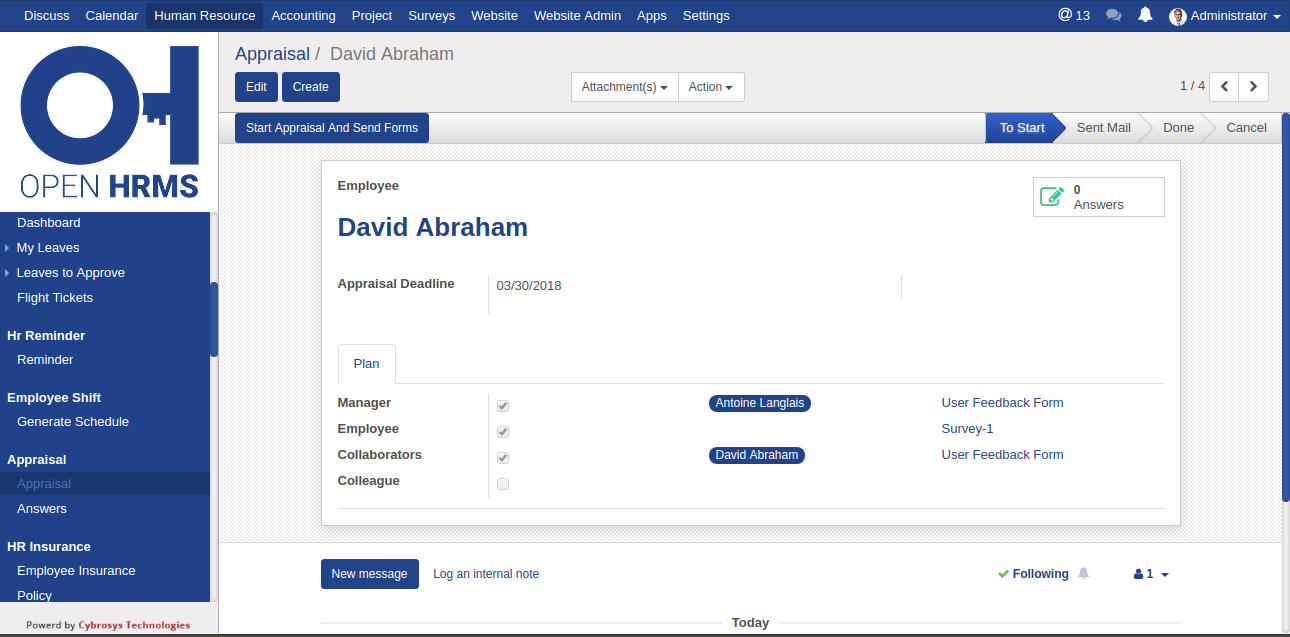 Discuss Calendar Human Resource Accounting Project Surveys Website Website Admin Apps Settings @ 13 Administrator
OPEN HRMS
Dashboard
My Leaves
Leaves to Approve
Flight Tickets
Hr Reminder
Reminder
Employee Shift
Generate Schedule
Appraisal
Appraisal
Answers
HR Insurance
Employee Insurance
Policy
Powerd by Cybrosys Technologies
Appraisal / David Abraham
Edit Create Attachment(s) Action 1 / 4
Start Appraisal And Send Forms To Start Sent Mail Done Cancel
Employee
0
Answers
David Abraham
Appraisal Deadline 03/30/2018
Plan
Manager Antoine Langlais User Feedback Form
Employee Survey-1
Collaborators David Abraham User Feedback Form
Colleague
New message Log an internal note Following 1
Today